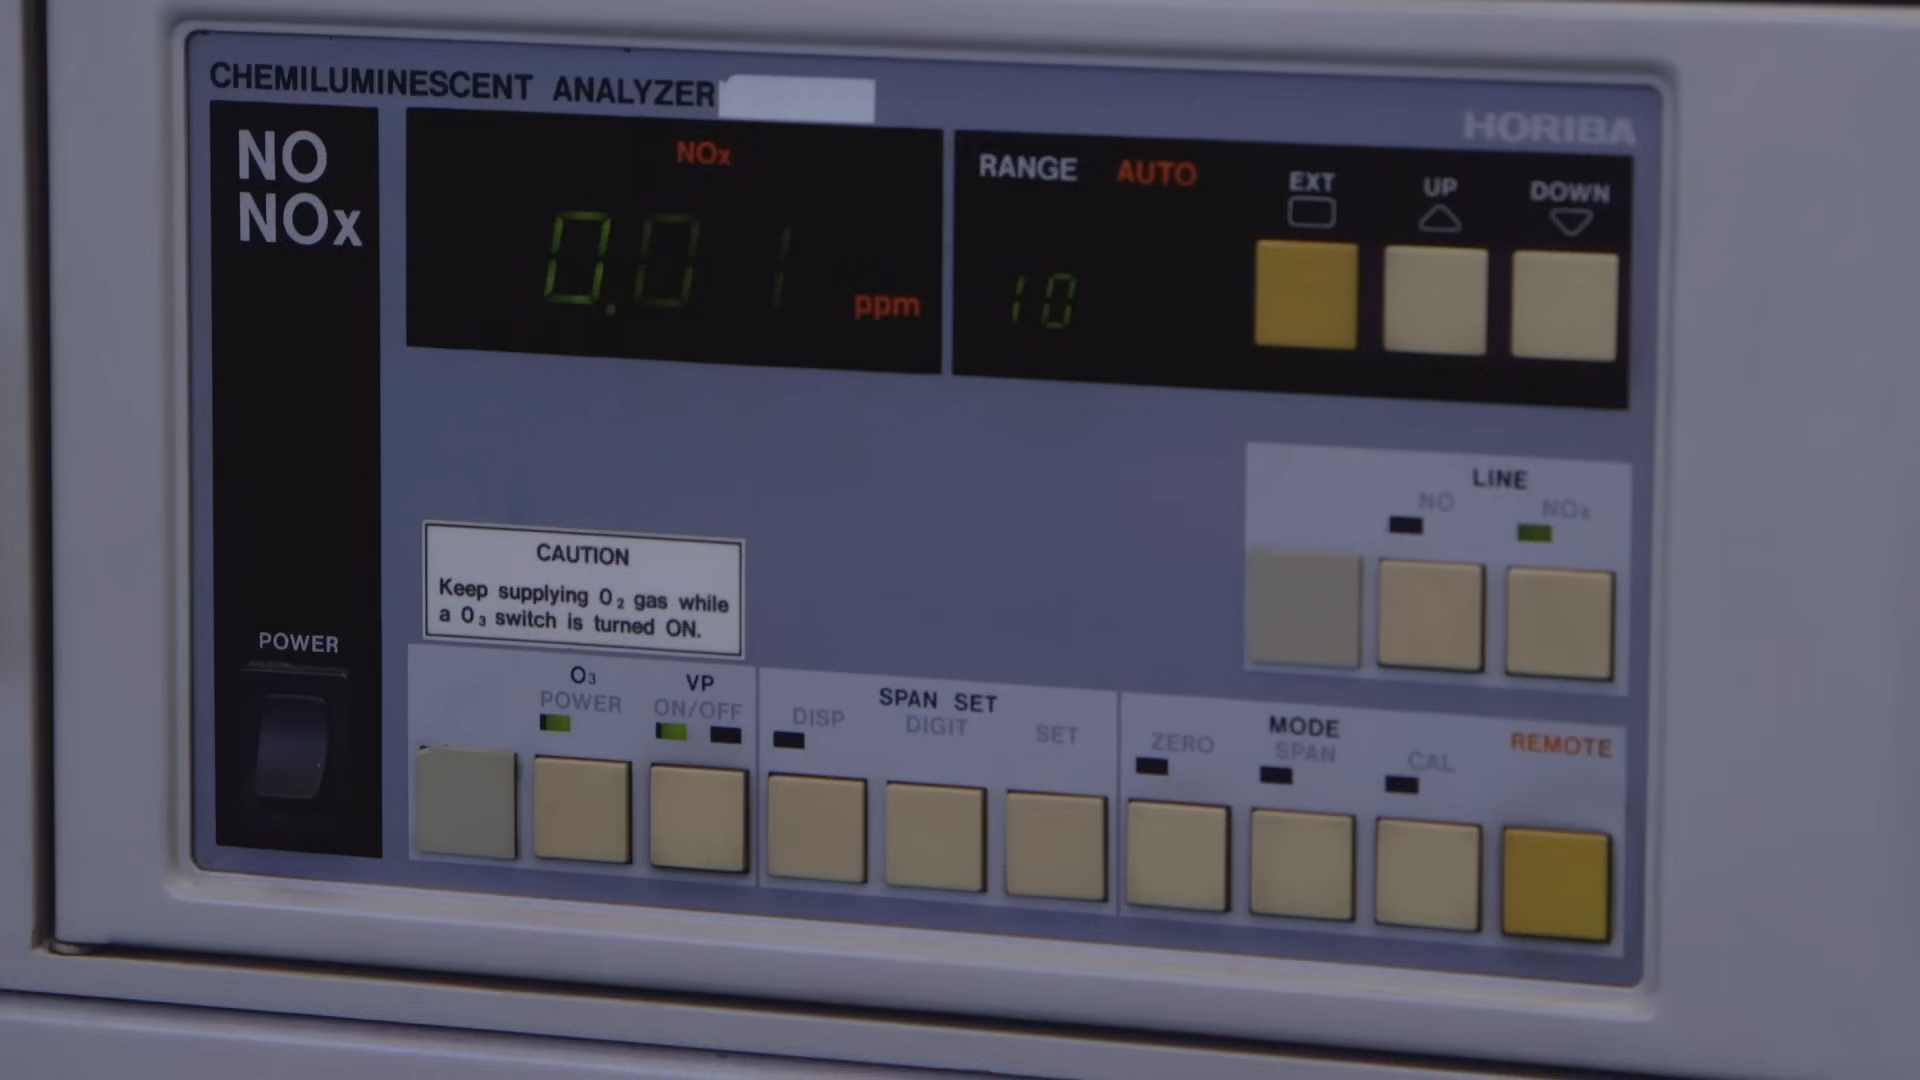 CHEMILUMINESCENT ANALYZER
HORIBA
NO
NOx
NOx
0.01
ppm
RANGE AUTO
10
EXT
UP
DOWN
LINE
NO
NOx
CAUTION
Keep supplying O₂ gas while
a O₃ switch is turned ON.
POWER
O₃
POWER
VP
ON/OFF
SPAN SET
DISP
DIGIT
SET
MODE
ZERO
SPAN
CAL
REMOTE